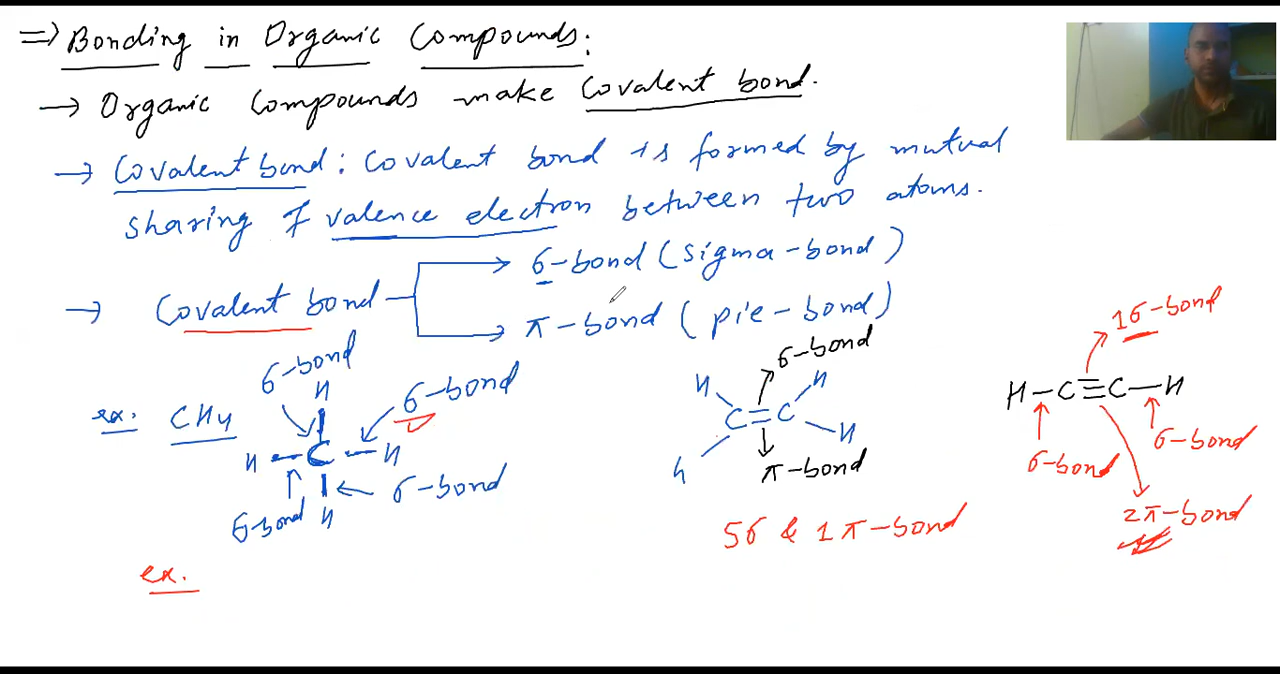 => Bonding in Organic Compounds:
→ Organic Compounds make Covalent bond.
→ Covalent bond: Covalent bond is formed by mutual
sharing of valence electron between two atoms.
→ Covalent bond
σ-bond (sigma-bond)
π-bond (pie-bond)
ex. CH4
σ-bond
H
σ-bond
H - C - H
σ-bond
σ-bond
H
σ-bond
H H
C = C
H H
π-bond
5σ & 1π-bond
1σ-bond
H-C≡C-H
σ-bond
σ-bond
2π-bond
ex.